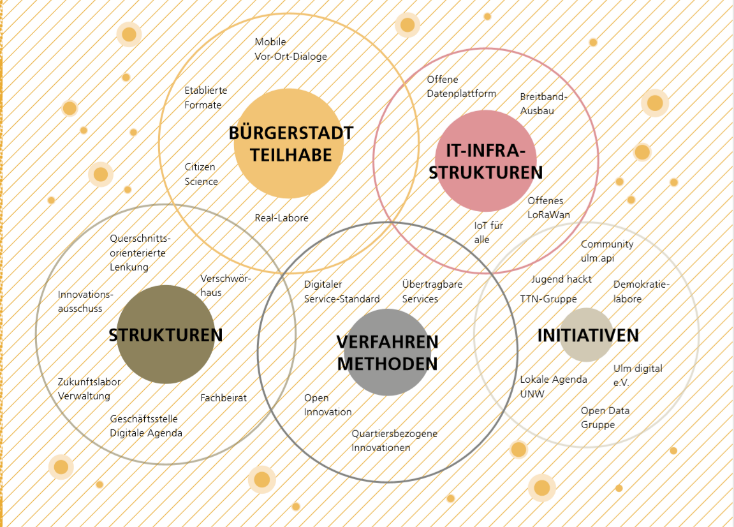 Mobile
Vor-Ort-Dialoge
Etablierte
Formate
BÜRGERSTADT
TEILHABE
Citizen
Science
Real-Labore
Offene
Datenplattform
Breitband-
Ausbau
IT-INFRA-
STRUKTUREN
Offenes
LoRaWan
IoT für
alle
Querschnitts-
orientierte
Lenkung
Verschwör-
haus
Innovations-
ausschuss
STRUKTUREN
Zukunftslabor
Verwaltung
Fachbeirat
Geschäftsstelle
Digitale Agenda
Digitaler
Service-Standard
Übertragbare
Services
VERFAHREN
METHODEN
Open
Innovation
Quartiersbezogene
Innovationen
Community
ulm.api
Jugend hackt
TTN-Gruppe
Demokratie-
labore
INITIATIVEN
Lokale Agenda
UNW
Ulm digital
e.V.
Open Data
Gruppe